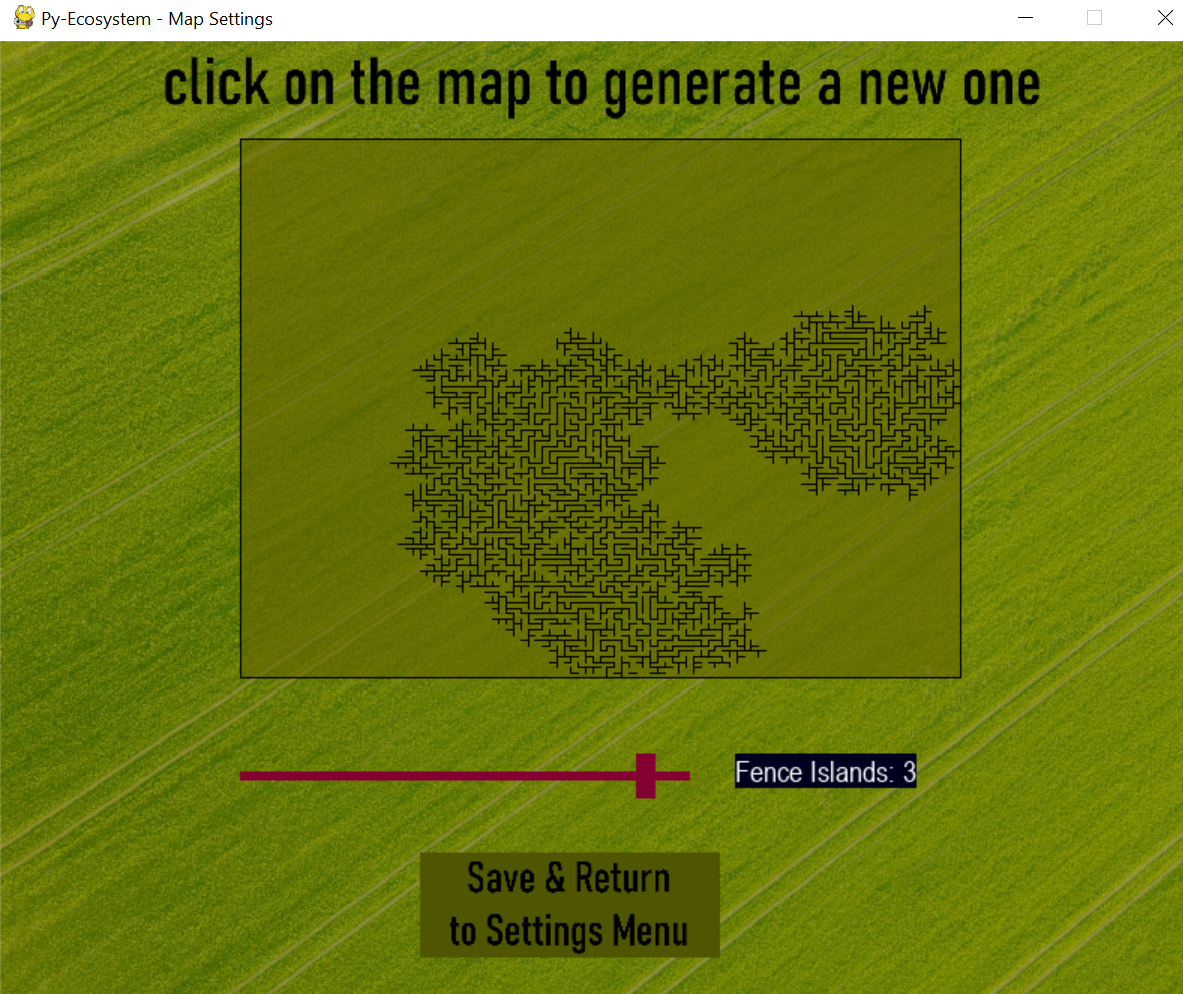 Py-Ecosystem - Map Settings
click on the map to generate a new one
Fence Islands: 3
Save & Return
to Settings Menu